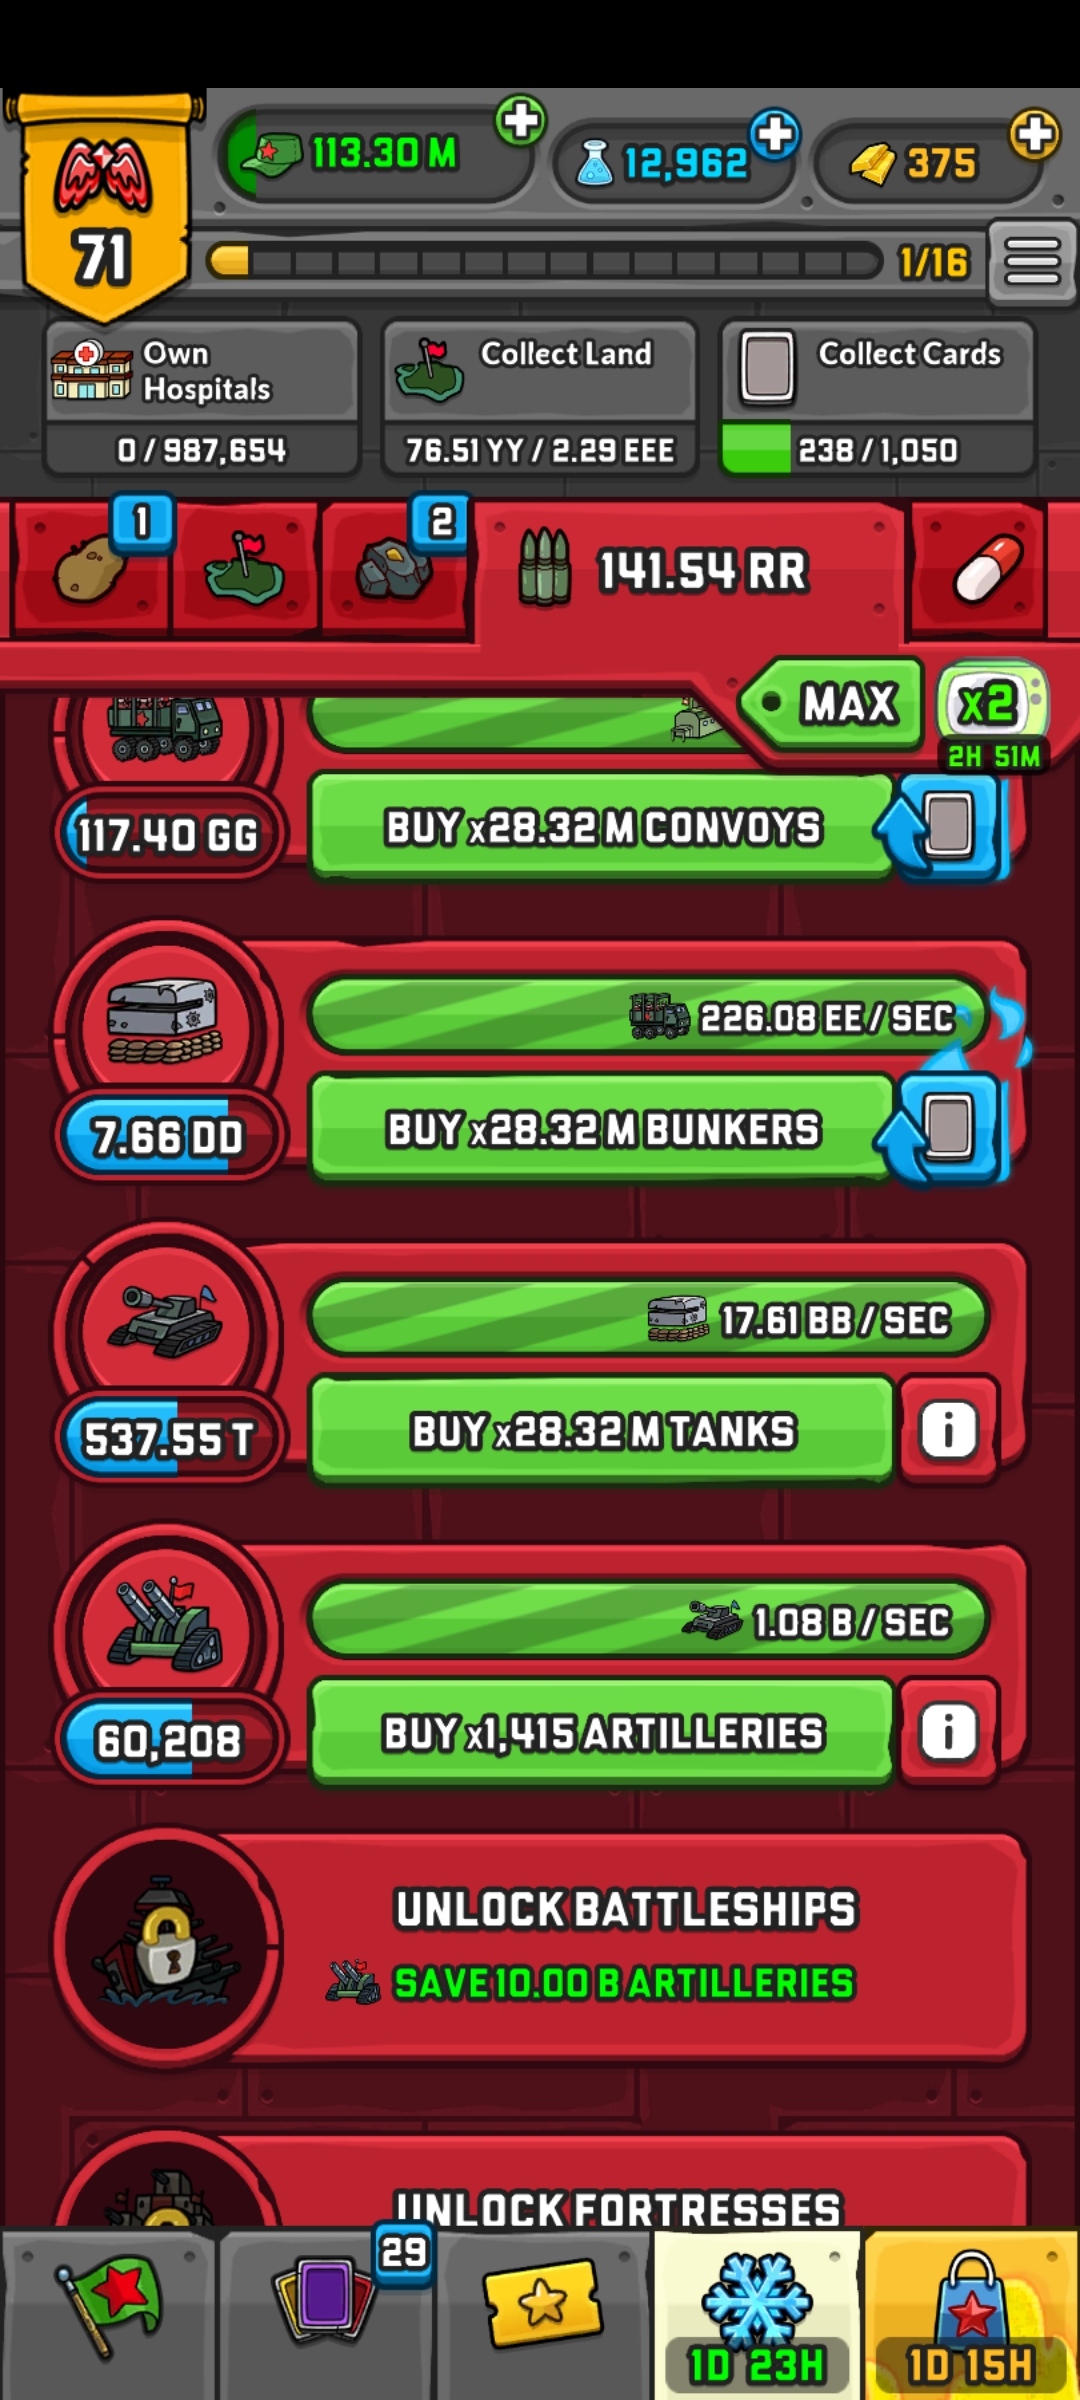 113.30 M
12,962
375
71
1/16
Own
Hospitals
0 / 987,654
Collect Land
76.51 YY / 2.29 EEE
Collect Cards
238 / 1,050
1
2
141.54 RR
MAX
x2
2H 51M
117.40 GG
BUY x28.32 M CONVOYS
226.08 EE / SEC
7.66 DD
BUY x28.32 M BUNKERS
17.61 BB / SEC
537.55 T
BUY x28.32 M TANKS
i
1.08 B / SEC
60,208
BUY x1,415 ARTILLERIES
i
UNLOCK BATTLESHIPS
SAVE 10.00 B ARTILLERIES
UNLOCK FORTRESSES
29
1D 23H
1D 15H